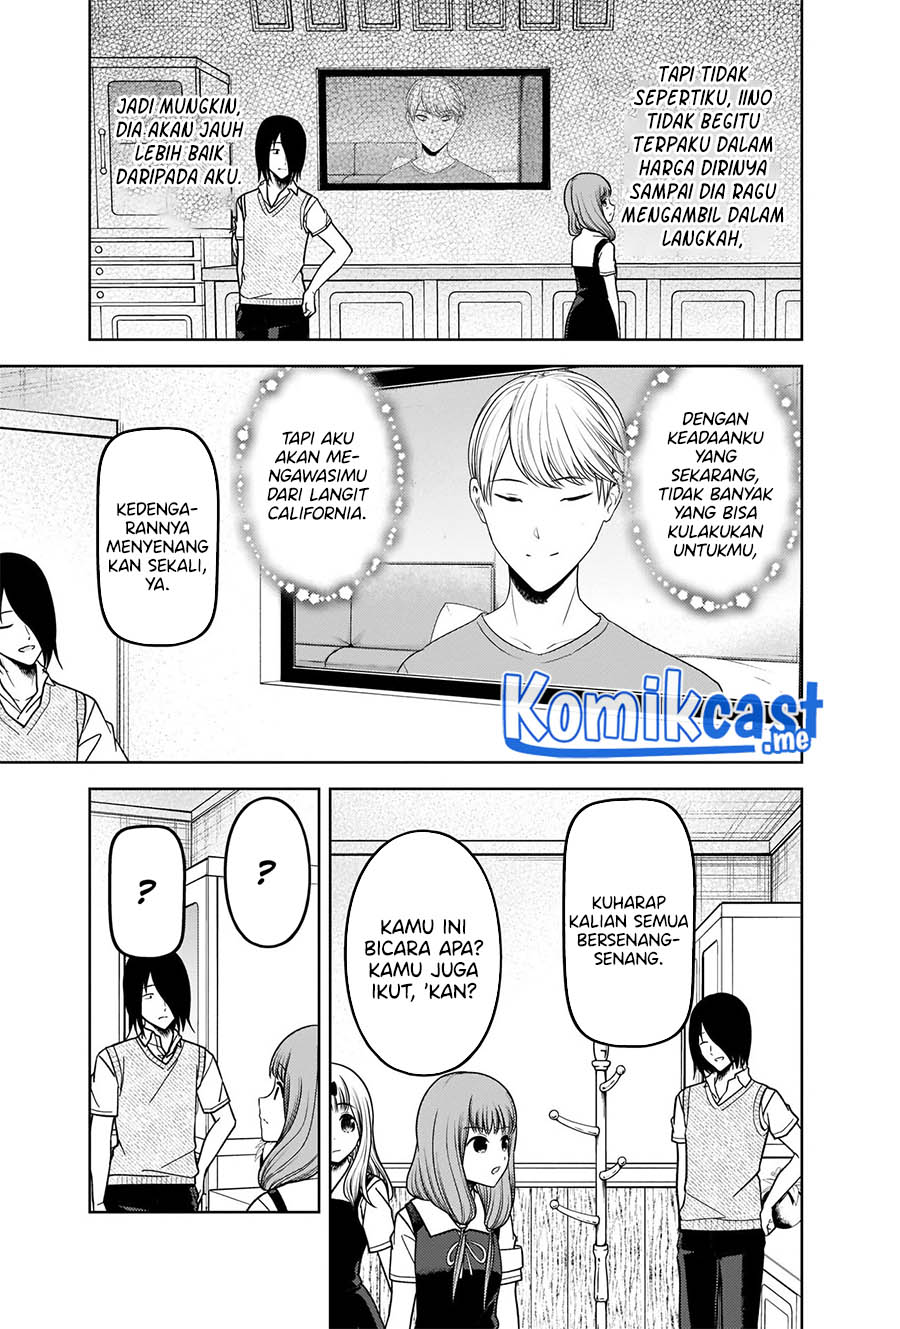 TAPI TIDAK
SEPERTIKU, IINO
TIDAK BEGITU
TERPAKU DALAM
HARGA DIRINYA
SAMPAI DIA RAGU
MENGAMBIL DALAM
LANGKAH,
JADI MUNGKIN,
DIA AKAN JAUH
LEBIH BAIK
DARIPADA AKU.
DENGAN
KEADAANKU
YANG
SEKARANG,
TIDAK BANYAK
YANG BISA
KULAKUKAN
UNTUKMU,
TAPI AKU
AKAN ME-
NGAWASIMU
DARI LANGIT
CALIFORNIA.
KEDENGA-
RANNYA
MENYENANG
KAN SEKALI,
YA.
Komikcast
.me
KUHARAP
KALIAN SEMUA
BERSENANG-
SENANG.
KAMU INI
BICARA APA?
KAMU JUGA
IKUT, 'KAN?
?
?